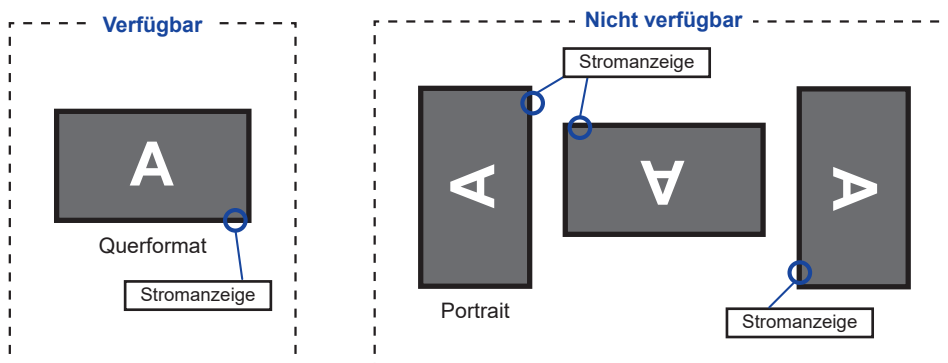 Verfügbar
A
Querformat
Stromanzeige
Nicht verfügbar
Stromanzeige
A
A
A
Portrait
Stromanzeige